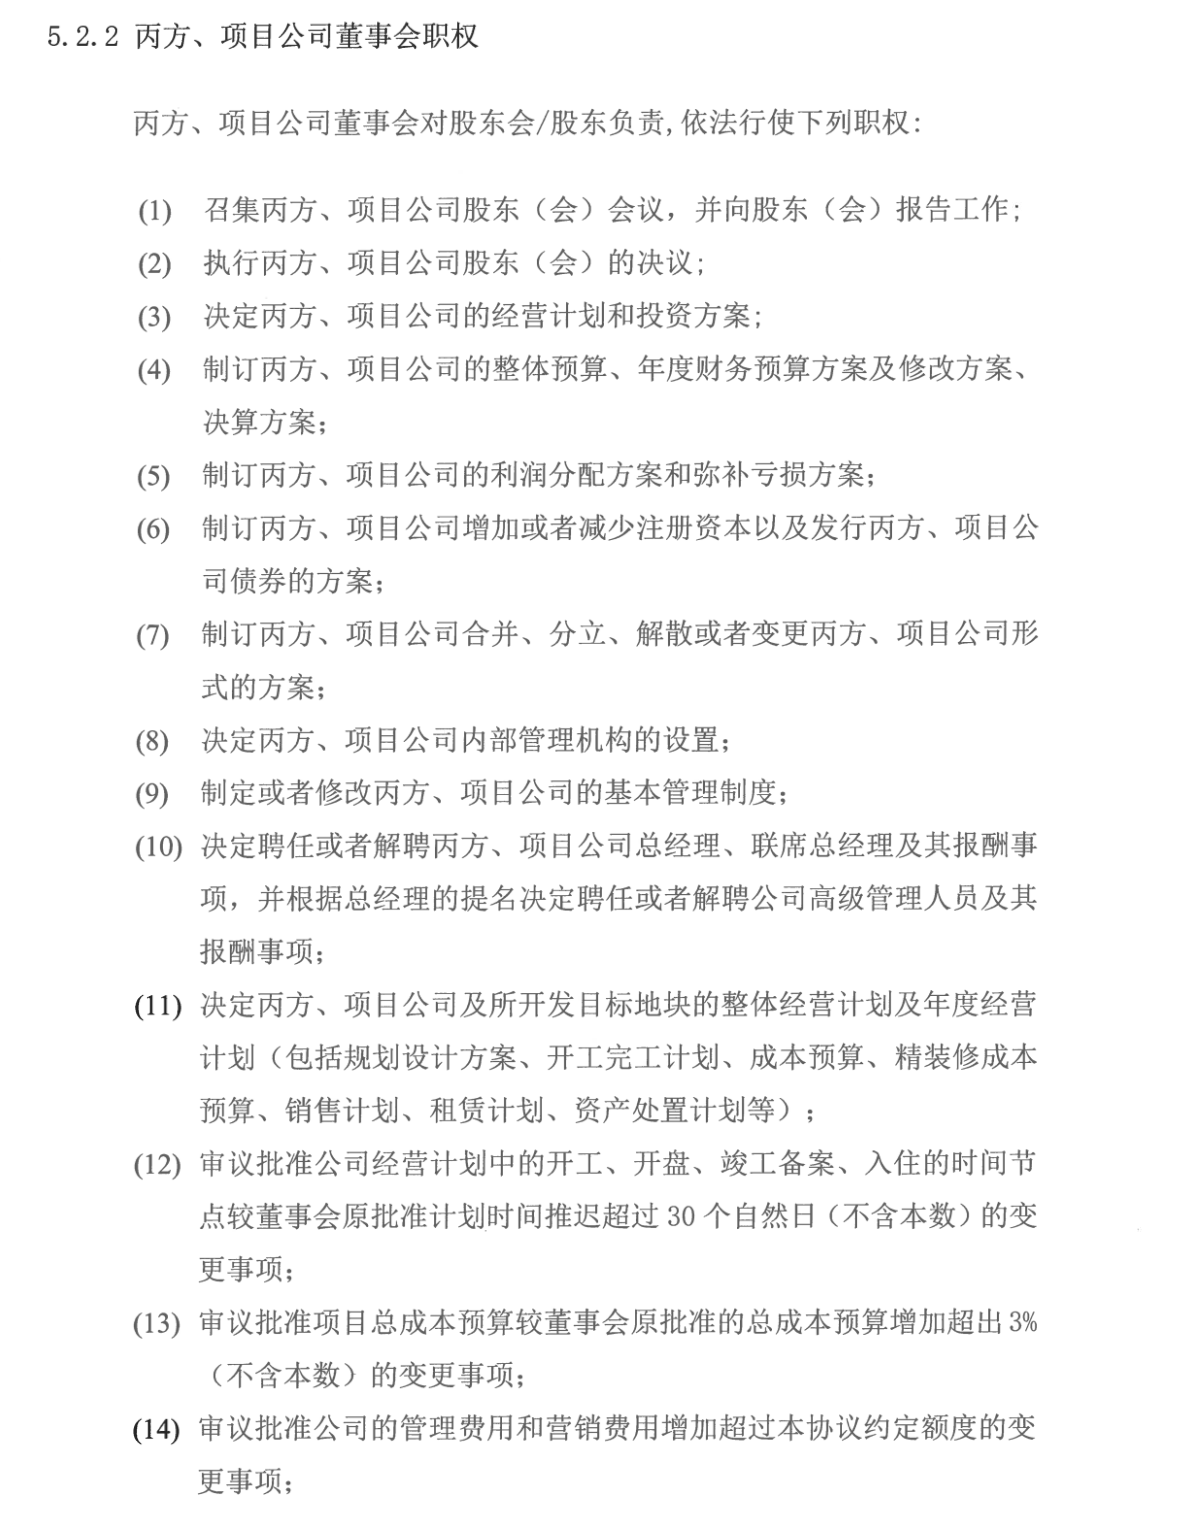 5.2.2 丙方、项目公司董事会职权
丙方、项目公司董事会对股东会/股东负责,依法行使下列职权:
(1) 召集丙方、项目公司股东（会）会议，并向股东（会）报告工作;
(2) 执行丙方、项目公司股东（会）的决议;
(3) 决定丙方、项目公司的经营计划和投资方案;
(4) 制订丙方、项目公司的整体预算、年度财务预算方案及修改方案、
决算方案;
(5) 制订丙方、项目公司的利润分配方案和弥补亏损方案;
(6) 制订丙方、项目公司增加或者减少注册资本以及发行丙方、项目公
司债券的方案;
(7) 制订丙方、项目公司合并、分立、解散或者变更丙方、项目公司形
式的方案;
(8) 决定丙方、项目公司内部管理机构的设置;
(9) 制定或者修改丙方、项目公司的基本管理制度;
(10) 决定聘任或者解聘丙方、项目公司总经理、联席总经理及其报酬事
项，并根据总经理的提名决定聘任或者解聘公司高级管理人员及其
报酬事项;
(11) 决定丙方、项目公司及所开发目标地块的整体经营计划及年度经营
计划（包括规划设计方案、开工完工计划、成本预算、精装修成本
预算、销售计划、租赁计划、资产处置计划等）;
(12) 审议批准公司经营计划中的开工、开盘、竣工备案、入住的时间节
点较董事会原批准计划时间推迟超过 30 个自然日（不含本数）的变
更事项;
(13) 审议批准项目总成本预算较董事会原批准的总成本预算增加超出 3%
（不含本数）的变更事项;
(14) 审议批准公司的管理费用和营销费用增加超过本协议约定额度的变
更事项;